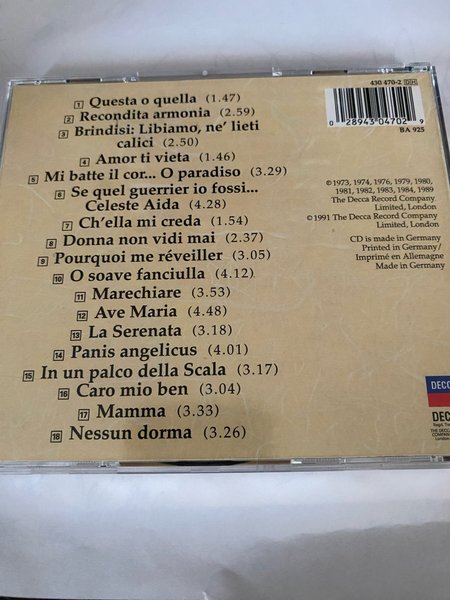 430 470-2 DH
1 Questa o quella (1.47)
2 Recondita armonia (2.59)
3 Brindisi: Libiamo, ne' lieti
calici (2.50)
4 Amor ti vieta (1.46)
5 Mi batte il cor... O paradiso (3.29)
6 Se quel guerrier io fossi...
Celeste Aida (4.28)
7 Ch'ella mi creda (1.54)
8 Donna non vidi mai (2.37)
9 Pourquoi me réveiller (3.05)
10 O soave fanciulla (4.12)
11 Marechiare (3.53)
12 Ave Maria (4.48)
13 La Serenata (3.18)
14 Panis angelicus (4.01)
15 In un palco della Scala (3.17)
16 Caro mio ben (3.04)
17 Mamma (3.33)
18 Nessun dorma (3.26)
0 28943 04702 9
BA 925
℗ 1973, 1974, 1976, 1979, 1980,
1981, 1982, 1983, 1984, 1989
The Decca Record Company
Limited, London
© 1991 The Decca Record Company
Limited, London
CD is made in Germany
Printed in Germany/
Imprimé en Allemagne
Made in Germany
DECC
DEC